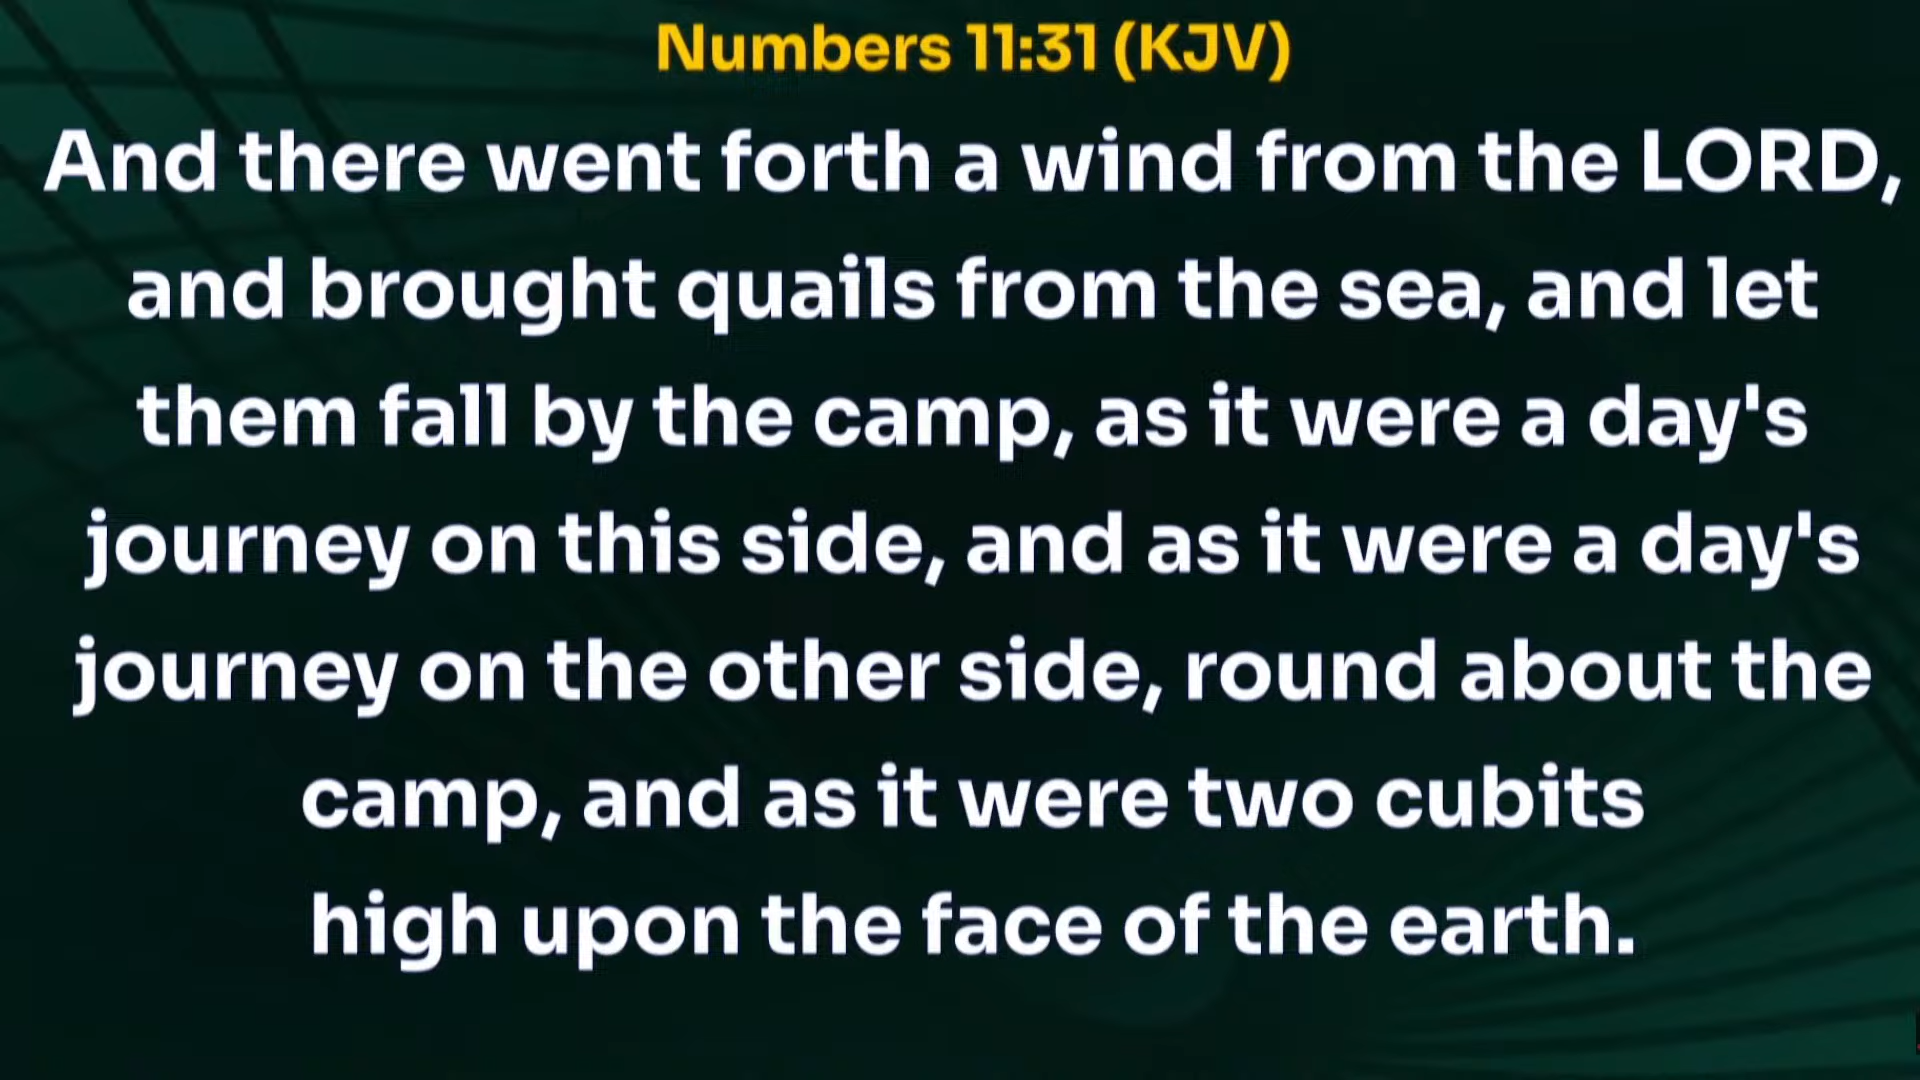 Numbers 11:31 (KJV)
And there went forth a wind from the LORD,
and brought quails from the sea, and let
them fall by the camp, as it were a day's
journey on this side, and as it were a day's
journey on the other side, round about the
camp, and as it were two cubits
high upon the face of the earth.